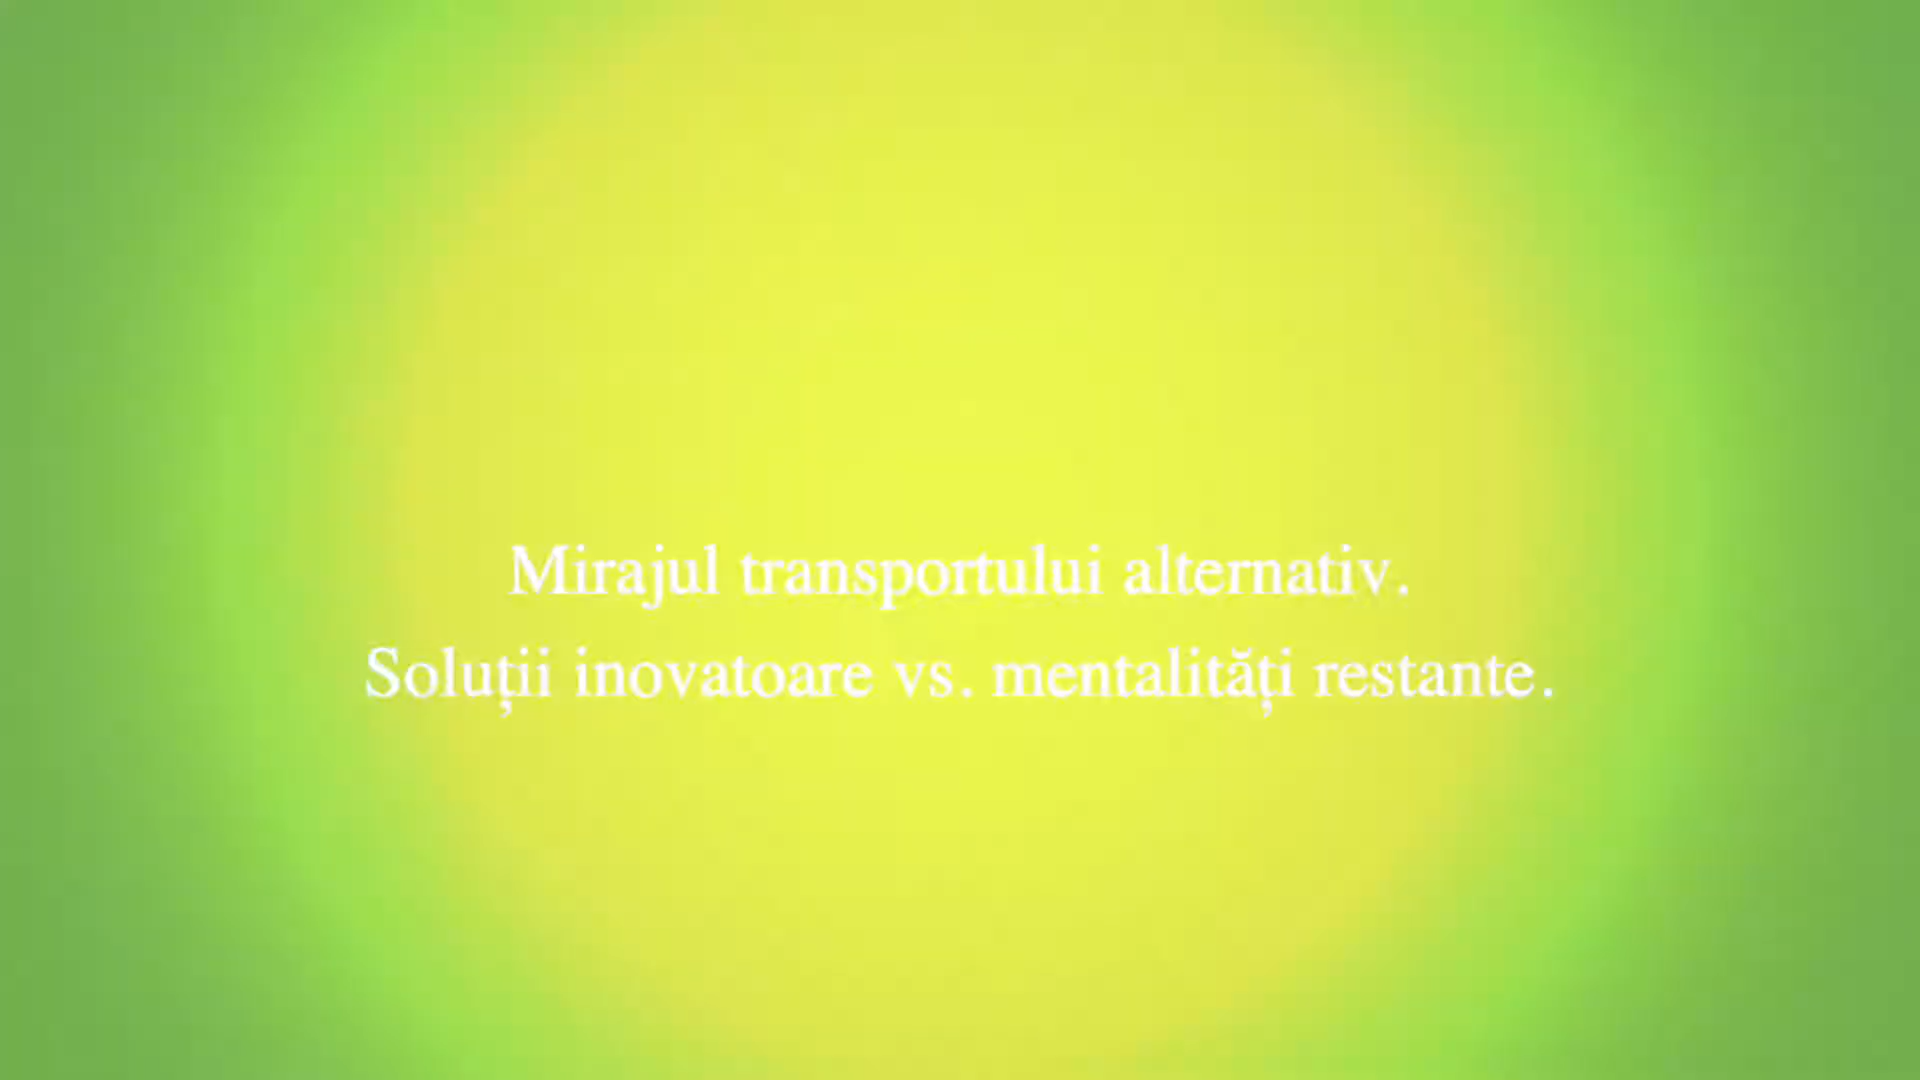 Mirajul transportului alternativ.
Soluții inovatoare vs. mentalități restante.